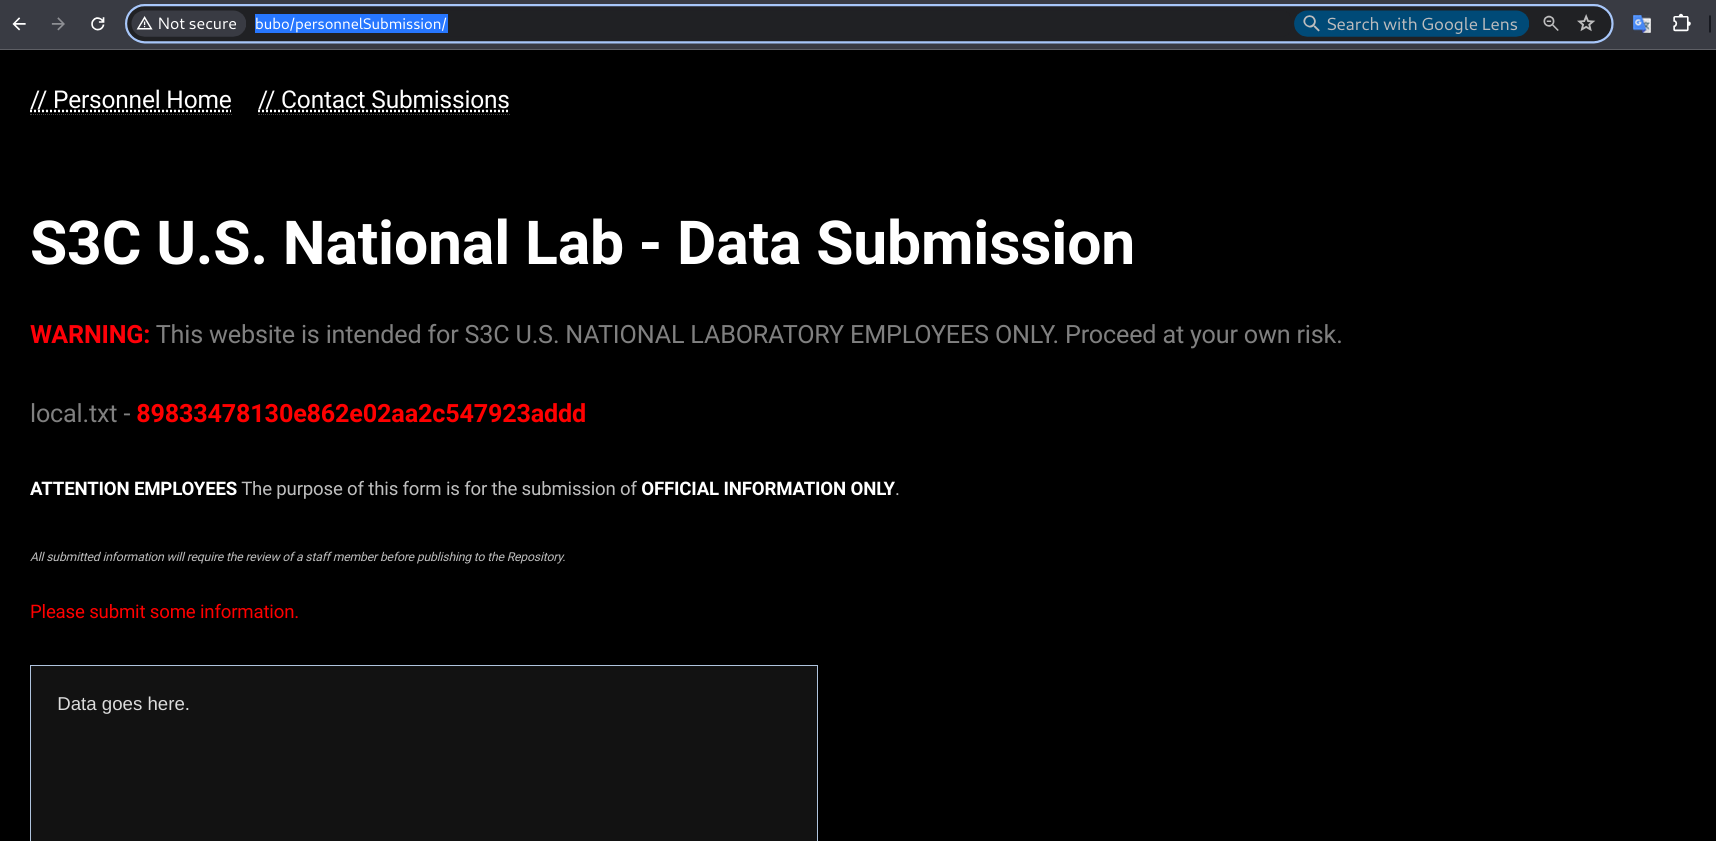 Not secure bubo/personnelSubmission/ Search with Google Lens
// Personnel Home // Contact Submissions
S3C U.S. National Lab - Data Submission
WARNING: This website is intended for S3C U.S. NATIONAL LABORATORY EMPLOYEES ONLY. Proceed at your own risk.
local.txt - 89833478130e862e02aa2c547923addd
ATTENTION EMPLOYEES The purpose of this form is for the submission of OFFICIAL INFORMATION ONLY.
All submitted information will require the review of a staff member before publishing to the Repository.
Please submit some information.
Data goes here.